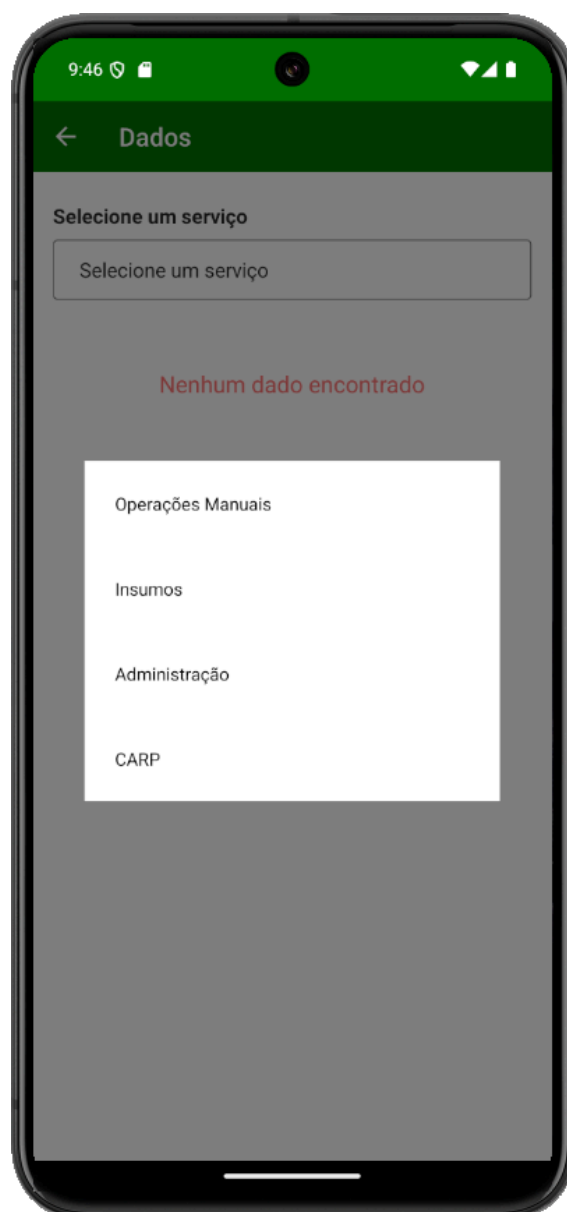 9:46
Dados
Selecione um serviço
Selecione um serviço
Nenhum dado encontrado
Operações Manuais
Insumos
Administração
CARP